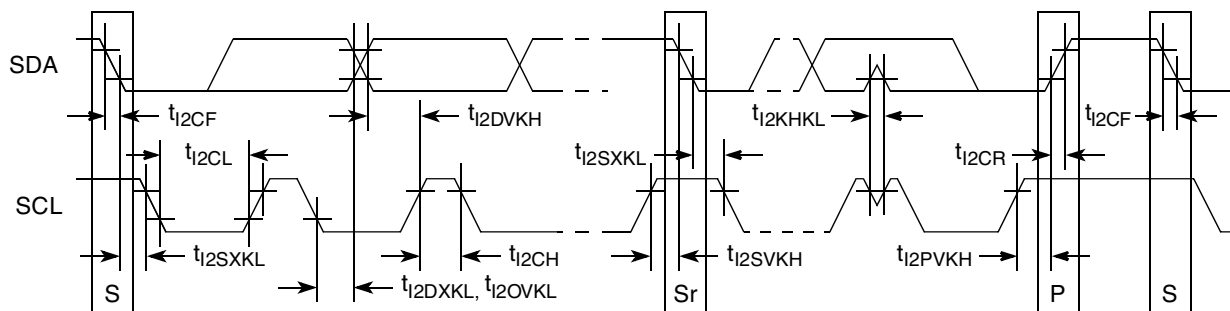 SDA
tI2CF
tI2DVKH
tI2KHKL
tI2CF
tI2CL
tI2SXKL
tI2CR
SCL
tI2SXKL
tI2CH
tI2SVKH
tI2PVKH
tI2DXKL, tI2OVKL
S
Sr
P
S